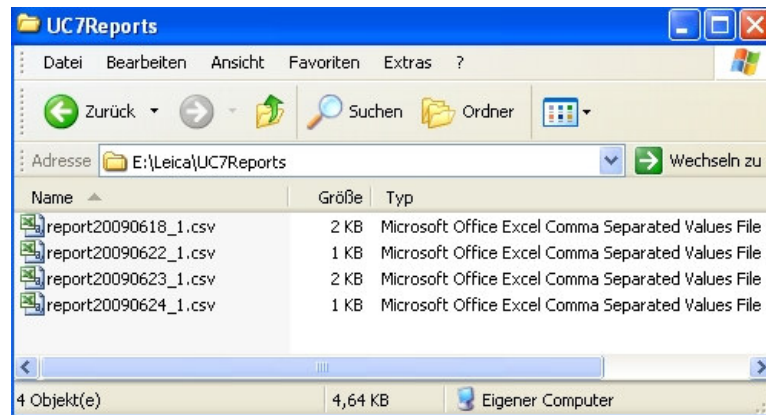 UC7Reports
Datei Bearbeiten Ansicht Favoriten Extras ?
Zurück Suchen Ordner
Adresse E:\Leica\UC7Reports Wechseln zu
Name Größe Typ
report20090618_1.csv 2 KB Microsoft Office Excel Comma Separated Values File
report20090622_1.csv 1 KB Microsoft Office Excel Comma Separated Values File
report20090623_1.csv 2 KB Microsoft Office Excel Comma Separated Values File
report20090624_1.csv 1 KB Microsoft Office Excel Comma Separated Values File
4 Objekt(e) 4,64 KB Eigener Computer